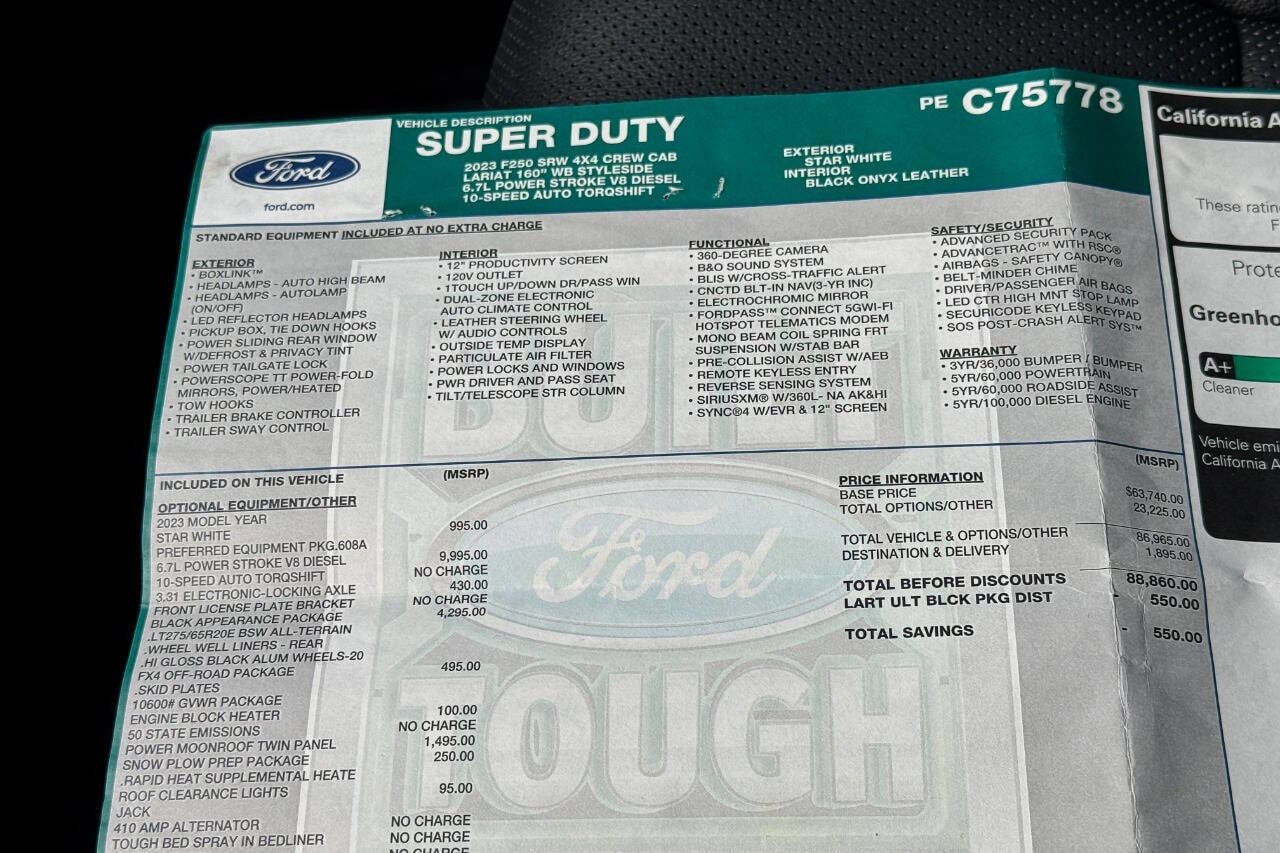 Ford
ford.com
VEHICLE DESCRIPTION
SUPER DUTY
2023 F250 SRW 4X4 CREW CAB
LARIAT 160" WB STYLESIDE
6.7L POWER STROKE V8 DIESEL
10-SPEED AUTO TORQSHIFT
EXTERIOR
STAR WHITE
INTERIOR
BLACK ONYX LEATHER
PE C75778
STANDARD EQUIPMENT INCLUDED AT NO EXTRA CHARGE
EXTERIOR
• BOXLINK™
• HEADLAMPS - AUTO HIGH BEAM
• HEADLAMPS - AUTOLAMP
(ON/OFF)
• LED REFLECTOR HEADLAMPS
• PICKUP BOX, TIE DOWN HOOKS
• POWER SLIDING REAR WINDOW
W/DEFROST & PRIVACY TINT
• POWER TAILGATE LOCK
• POWERSCOPE TT POWER-FOLD
MIRRORS, POWER/HEATED
• TOW HOOKS
• TRAILER BRAKE CONTROLLER
• TRAILER SWAY CONTROL
INTERIOR
• 12" PRODUCTIVITY SCREEN
• 120V OUTLET
• 1TOUCH UP/DOWN DR/PASS WIN
• DUAL-ZONE ELECTRONIC
AUTO CLIMATE CONTROL
• LEATHER STEERING WHEEL
W/ AUDIO CONTROLS
• OUTSIDE TEMP DISPLAY
• PARTICULATE AIR FILTER
• POWER LOCKS AND WINDOWS
• PWR DRIVER AND PASS SEAT
• TILT/TELESCOPE STR COLUMN
FUNCTIONAL
• 360-DEGREE CAMERA
• B&O SOUND SYSTEM
• BLIS W/CROSS-TRAFFIC ALERT
• CNCTD BLT-IN NAV(3-YR INC)
• ELECTROCHROMIC MIRROR
• FORDPASS™ CONNECT 5GWI-FI
HOTSPOT TELEMATICS MODEM
• MONO BEAM COIL SPRING FRT
SUSPENSION W/STAB BAR
• PRE-COLLISION ASSIST W/AEB
• REMOTE KEYLESS ENTRY
• REVERSE SENSING SYSTEM
• SIRIUSXM® W/360L- NA AK&HI
• SYNC®4 W/EVR & 12" SCREEN
SAFETY/SECURITY
• ADVANCED SECURITY PACK
• ADVANCETRAC™ WITH RSC®
• AIRBAGS - SAFETY CANOPY®
• BELT-MINDER CHIME
• DRIVER/PASSENGER AIR BAGS
• LED CTR HIGH MNT STOP LAMP
• SECURICODE KEYLESS KEYPAD
• SOS POST-CRASH ALERT SYS™
WARRANTY
• 3YR/36,000 BUMPER / BUMPER
• 5YR/60,000 POWERTRAIN
• 5YR/60,000 ROADSIDE ASSIST
• 5YR/100,000 DIESEL ENGINE
INCLUDED ON THIS VEHICLE (MSRP)
OPTIONAL EQUIPMENT/OTHER
2023 MODEL YEAR
STAR WHITE 995.00
PREFERRED EQUIPMENT PKG.608A
6.7L POWER STROKE V8 DIESEL 9,995.00
10-SPEED AUTO TORQSHIFT NO CHARGE
3.31 ELECTRONIC-LOCKING AXLE 430.00
FRONT LICENSE PLATE BRACKET NO CHARGE
BLACK APPEARANCE PACKAGE 4,295.00
.LT275/65R20E BSW ALL-TERRAIN
.WHEEL WELL LINERS - REAR
.HI GLOSS BLACK ALUM WHEELS-20
FX4 OFF-ROAD PACKAGE 495.00
.SKID PLATES
10600# GVWR PACKAGE
ENGINE BLOCK HEATER 100.00
50 STATE EMISSIONS NO CHARGE
POWER MOONROOF TWIN PANEL 1,495.00
SNOW PLOW PREP PACKAGE 250.00
.RAPID HEAT SUPPLEMENTAL HEATE
ROOF CLEARANCE LIGHTS 95.00
JACK
410 AMP ALTERNATOR NO CHARGE
TOUGH BED SPRAY IN BEDLINER NO CHARGE
NO CHARGE
PRICE INFORMATION (MSRP)
BASE PRICE $63,740.00
TOTAL OPTIONS/OTHER 23,225.00
TOTAL VEHICLE & OPTIONS/OTHER 86,965.00
DESTINATION & DELIVERY 1,895.00
TOTAL BEFORE DISCOUNTS 88,860.00
LART ULT BLCK PKG DIST - 550.00
TOTAL SAVINGS - 550.00
BUILT
Ford
TOUGH
California A
These ratin
F
Prote
Greenho
A+
Cleaner
Vehicle emi
California A